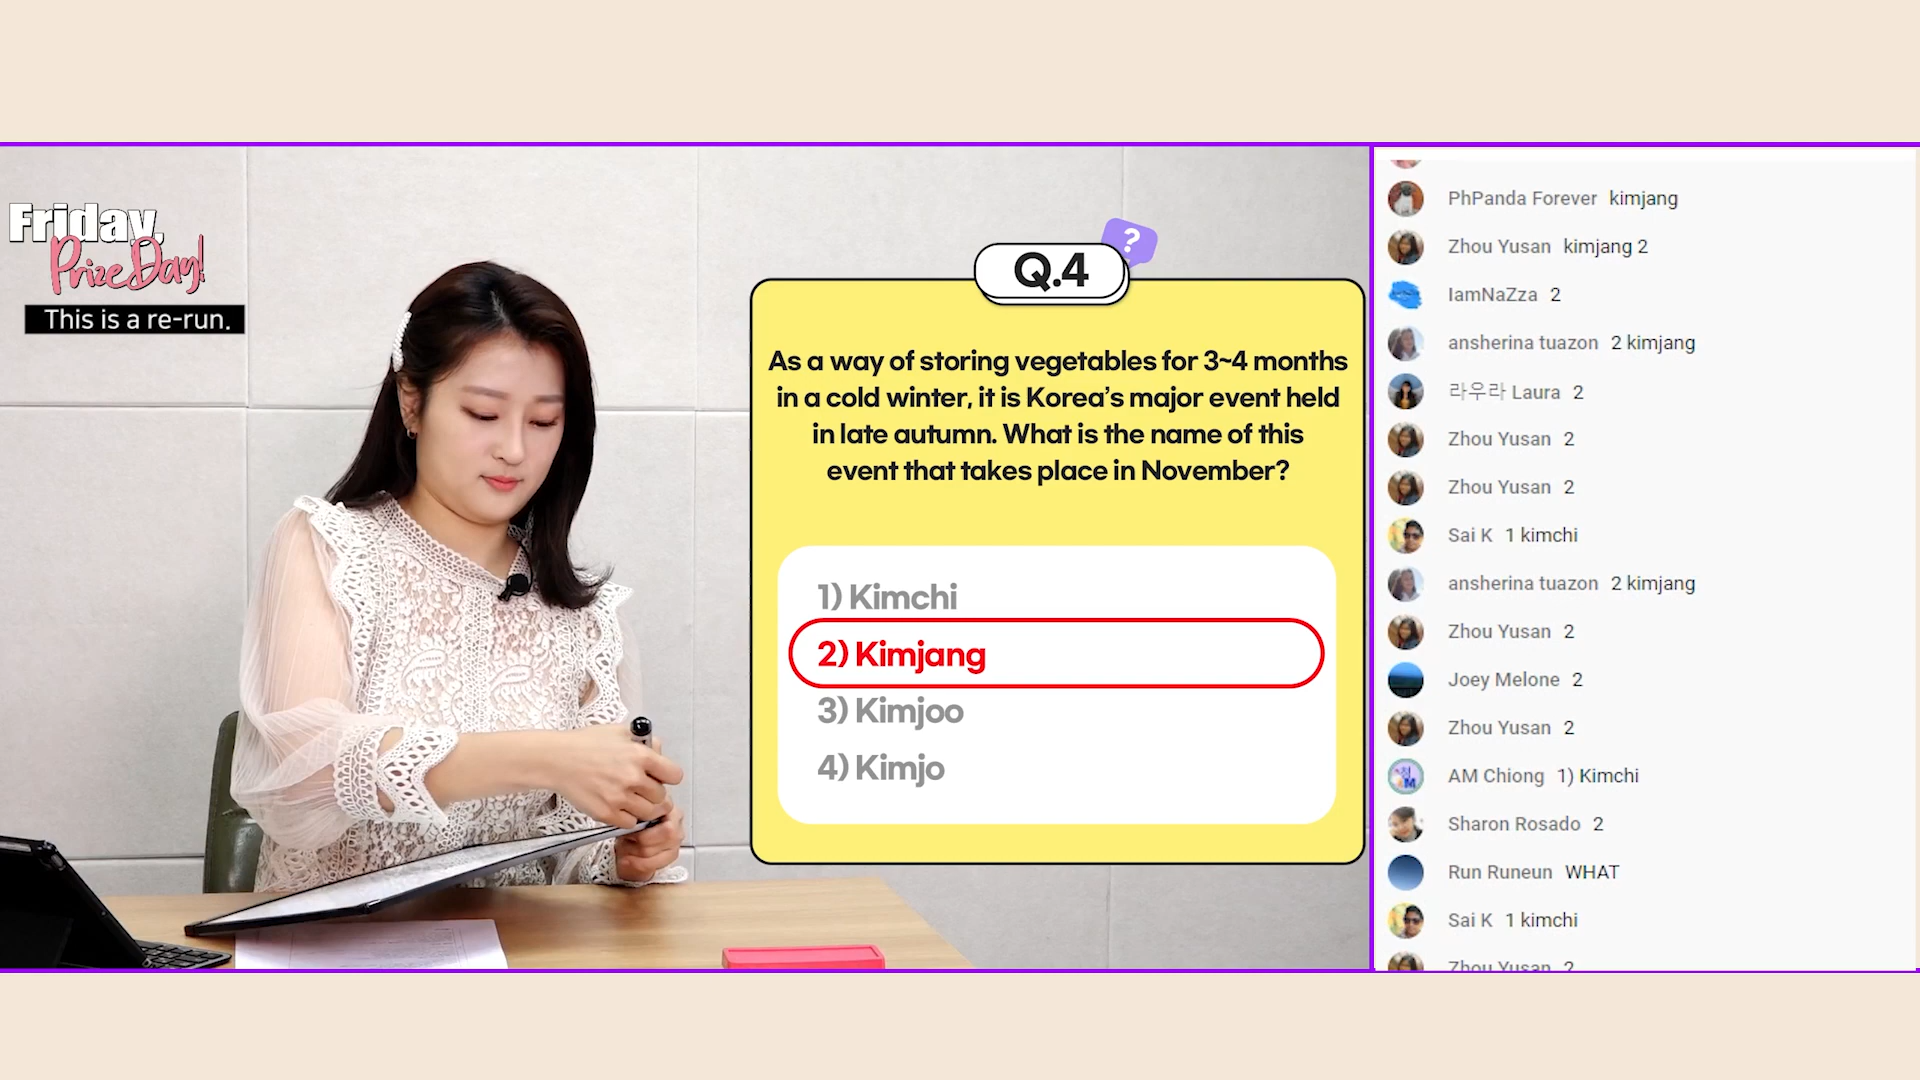 Friday,
Prize Day!
This is a re-run.
?
Q.4
As a way of storing vegetables for 3~4 months
in a cold winter, it is Korea's major event held
in late autumn. What is the name of this
event that takes place in November?
1) Kimchi
2) Kimjang
3) Kimjoo
4) Kimjo
PhPanda Forever kimjang
Zhou Yusan kimjang 2
IamNaZza 2
ansherina tuazon 2 kimjang
라우라 Laura 2
Zhou Yusan 2
Zhou Yusan 2
Sai K 1 kimchi
ansherina tuazon 2 kimjang
Zhou Yusan 2
Joey Melone 2
Zhou Yusan 2
AM Chiong 1) Kimchi
Sharon Rosado 2
Run Runeun WHAT
Sai K 1 kimchi
Zhou Yusan 2